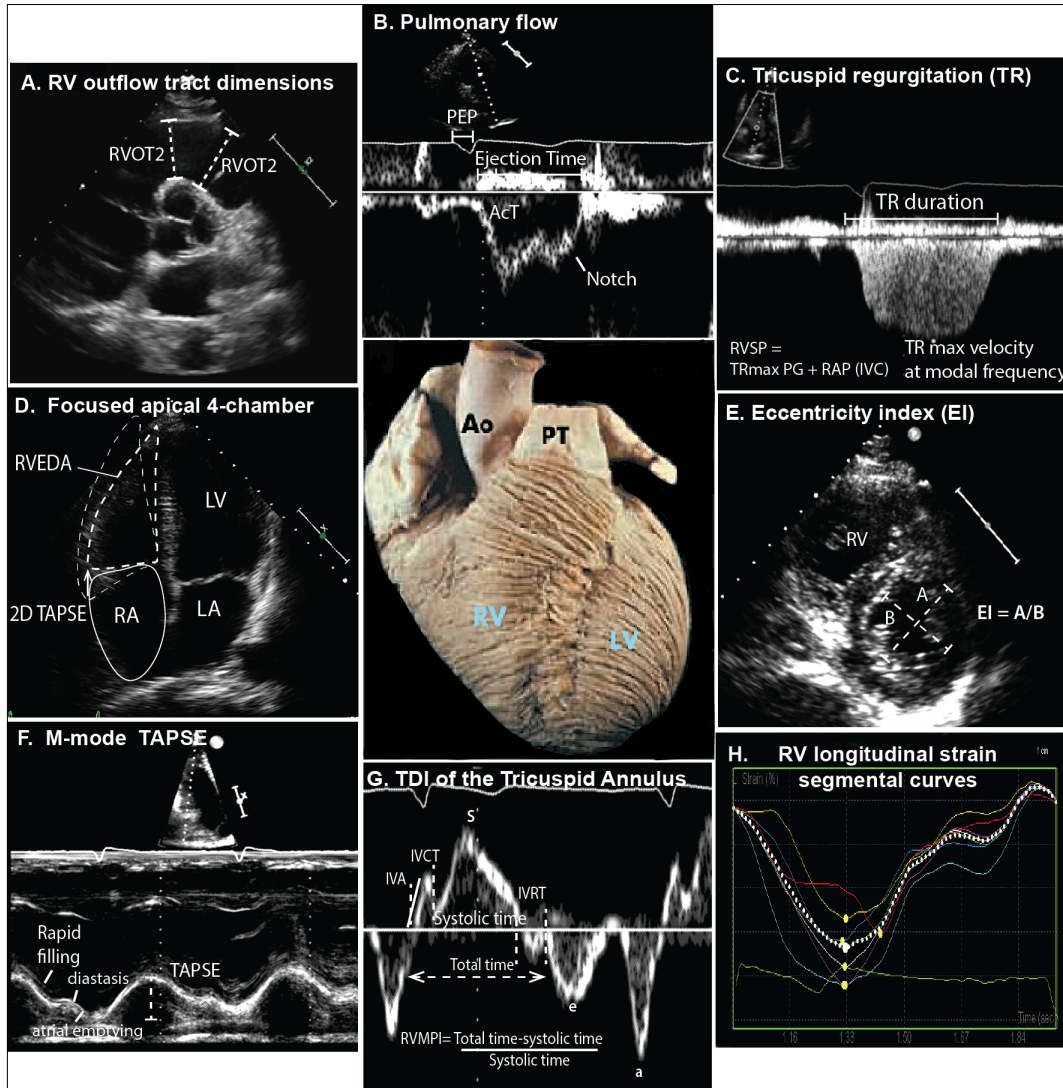 A. RV outflow tract dimensions
RVOT2
RVOT2
B. Pulmonary flow
PEP
Ejection Time
AcT
Notch
C. Tricuspid regurgitation (TR)
TR duration
RVSP =
TRmax PG + RAP (IVC)
TR max velocity
at modal frequency
D. Focused apical 4-chamber
RVEDA
LV
2D TAPSE
RA
LA
Ao
PT
RV
LV
E. Eccentricity index (EI)
RV
A
B
EI = A/B
F. M-mode TAPSE
Rapid
filling
diastasis
TAPSE
atrial emptying
G. TDI of the Tricuspid Annulus
S'
IVCT
IVA
IVRT
Systolic time
Total time
e
RVMPI= Total time-systolic time
Systolic time
a
H. RV longitudinal strain
segmental curves
1 cm
Strain (%)
Time (sec
1.16
1.33
1.50
1.67
1.84